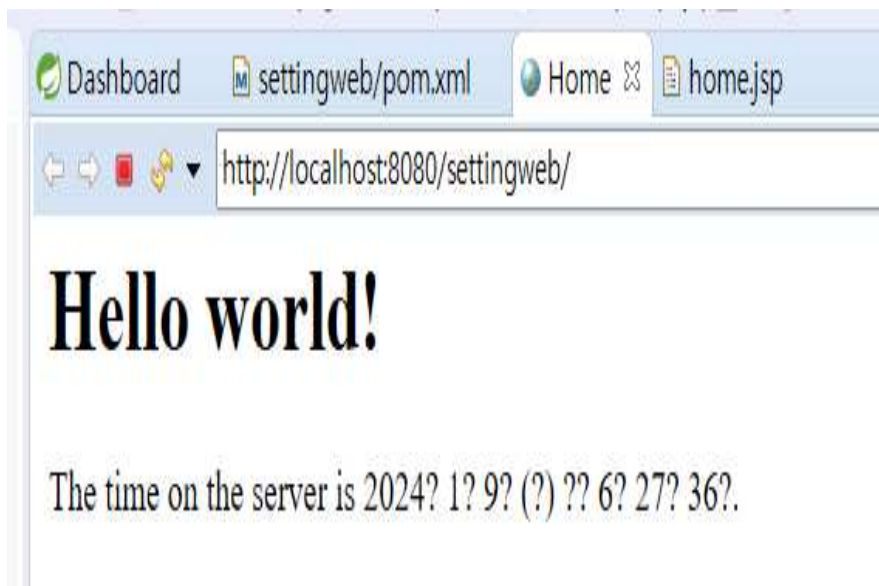 Dashboard settingweb/pom.xml Home home.jsp
http://localhost:8080/settingweb/
Hello world!
The time on the server is 2024? 1? 9? (?) ?? 6? 27? 36?.